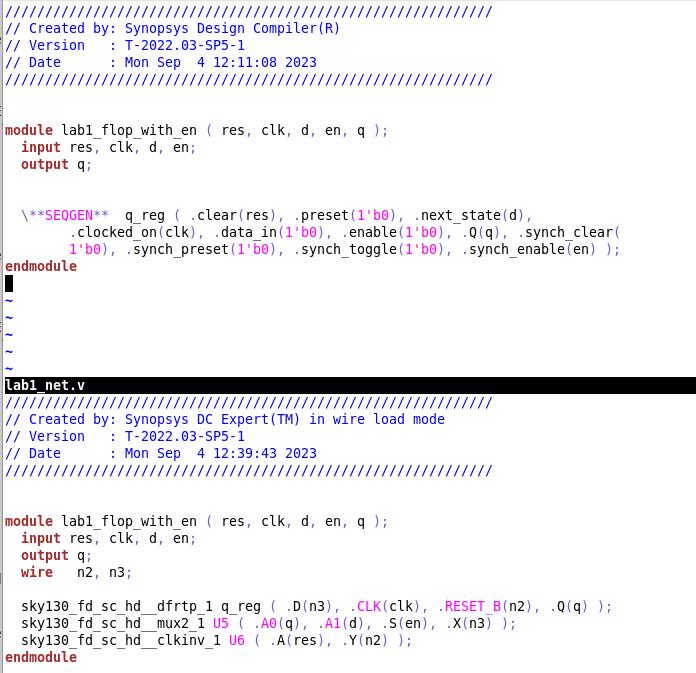 /////////////////////////////////////////////////////////////
// Created by: Synopsys Design Compiler(R)
// Version   : T-2022.03-SP5-1
// Date      : Mon Sep  4 12:11:08 2023
/////////////////////////////////////////////////////////////
module lab1_flop_with_en ( res, clk, d, en, q );
  input res, clk, d, en;
  output q;
  \**SEQGEN**  q_reg ( .clear(res), .preset(1'b0), .next_state(d),
        .clocked_on(clk), .data_in(1'b0), .enable(1'b0), .Q(q), .synch_clear(
        1'b0), .synch_preset(1'b0), .synch_toggle(1'b0), .synch_enable(en) );
endmodule
~
~
~
~
~
lab1_net.v
/////////////////////////////////////////////////////////////
// Created by: Synopsys DC Expert(TM) in wire load mode
// Version   : T-2022.03-SP5-1
// Date      : Mon Sep  4 12:39:43 2023
/////////////////////////////////////////////////////////////
module lab1_flop_with_en ( res, clk, d, en, q );
  input res, clk, d, en;
  output q;
  wire   n2, n3;
  sky130_fd_sc_hd__dfrtp_1 q_reg ( .D(n3), .CLK(clk), .RESET_B(n2), .Q(q) );
  sky130_fd_sc_hd__mux2_1 U5 ( .A0(q), .A1(d), .S(en), .X(n3) );
  sky130_fd_sc_hd__clkinv_1 U6 ( .A(res), .Y(n2) );
endmodule